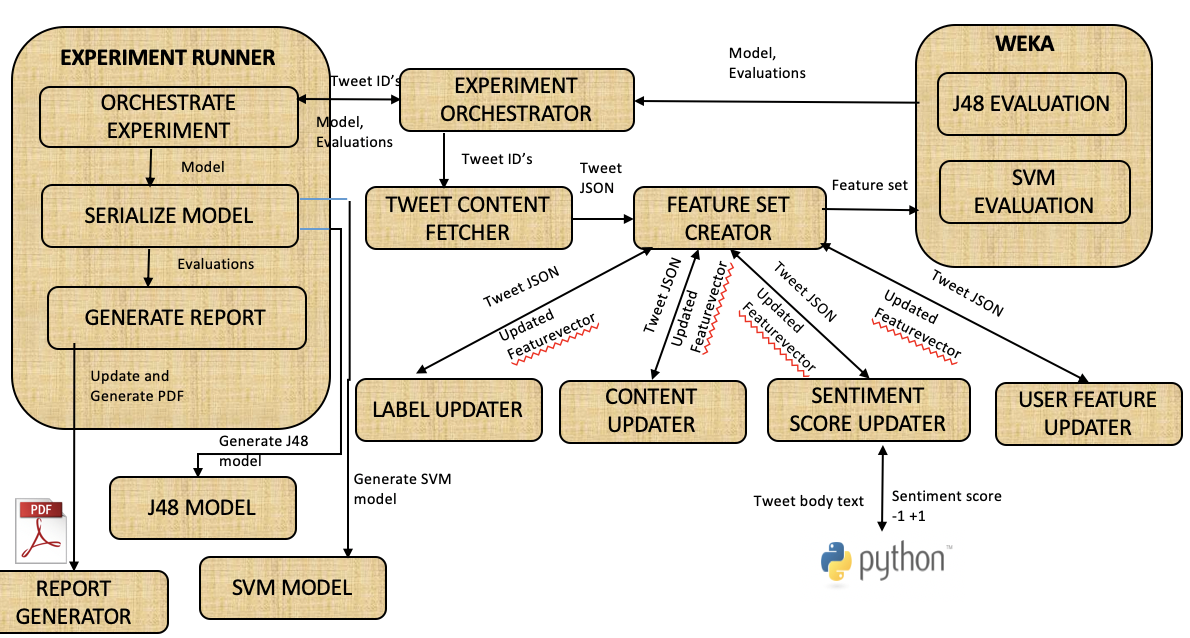 EXPERIMENT RUNNER
ORCHESTRATE
EXPERIMENT
Model
SERIALIZE MODEL
Evaluations
GENERATE REPORT
Update and
Generate PDF
Tweet ID's
Model,
Evaluations
EXPERIMENT
ORCHESTRATOR
Model,
Evaluations
WEKA
J48 EVALUATION
SVM
EVALUATION
Tweet ID's
TWEET CONTENT
FETCHER
Tweet
JSON
FEATURE SET
CREATOR
Feature set
Tweet JSON
Updated
Featurevector
Tweet JSON
Updated
Featurevector
Tweet JSON
Updated
Featurevector
Tweet JSON
Updated
Featurevector
LABEL UPDATER
CONTENT
UPDATER
SENTIMENT
SCORE UPDATER
USER FEATURE
UPDATER
Generate J48
model
J48 MODEL
Generate SVM
model
SVM MODEL
PDF
REPORT
GENERATOR
Tweet body text
Sentiment score
-1 +1
python™